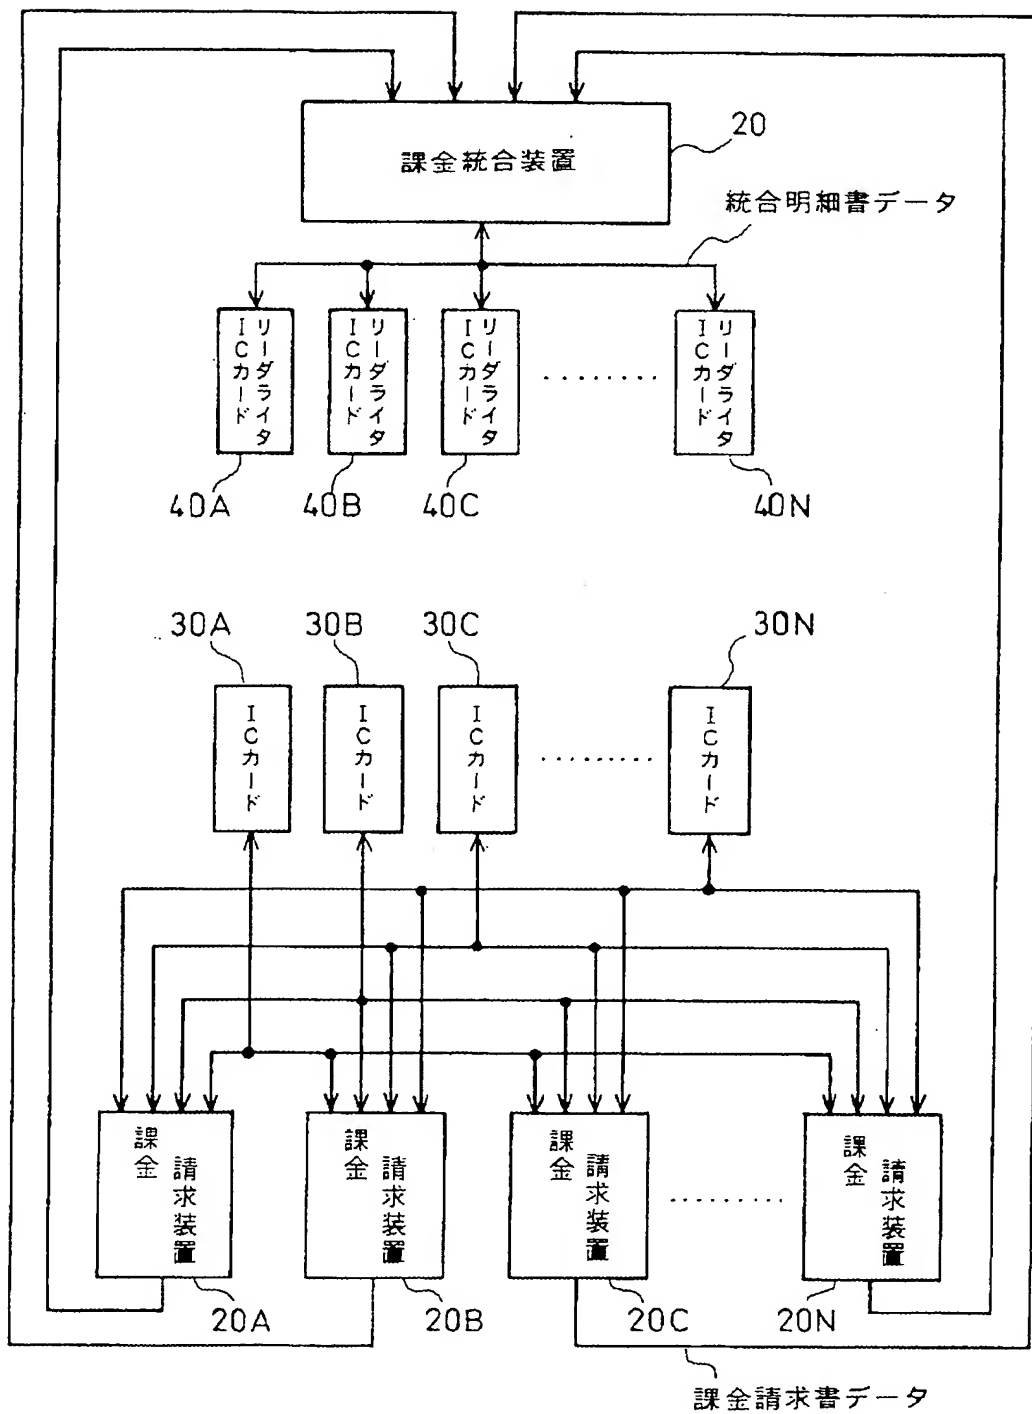 20
課金統合装置
統合明細書データ
リーダライタ
ICカード
リーダライタ
ICカード
リーダライタ
ICカード
リーダライタ
ICカード
40A
40B
40C
40N
30A
30B
30C
30N
ICカード
ICカード
ICカード
ICカード
課金
請求装置
課金
請求装置
課金
請求装置
課金
請求装置
20A
20B
20C
20N
課金請求書データ